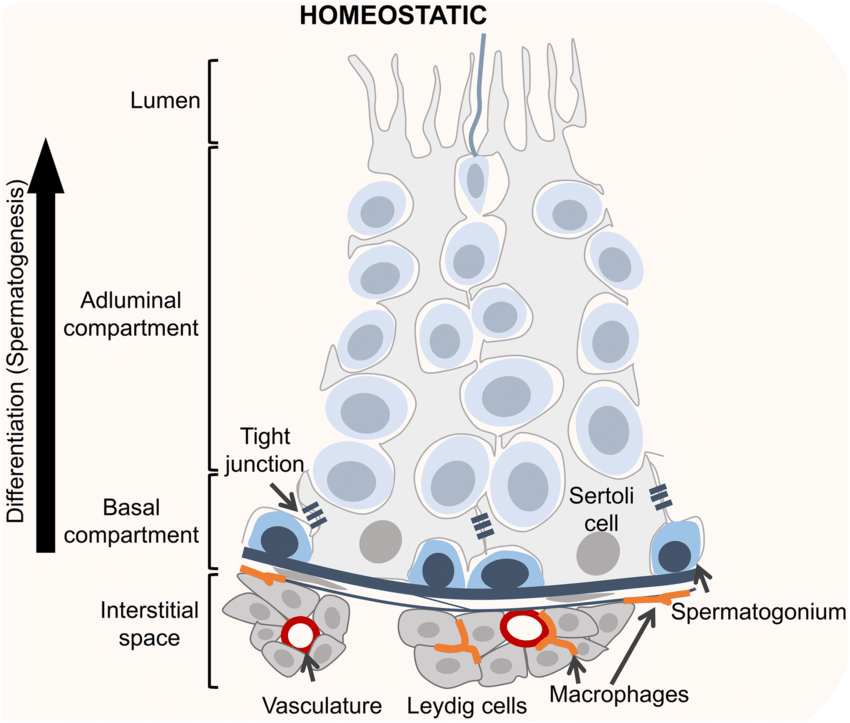 HOMEOSTATIC
Lumen
Differentiation (Spermatogenesis)
Adluminal
compartment
Tight
junction
Basal
compartment
Sertoli
cell
Interstitial
space
Spermatogonium
Vasculature
Leydig cells
Macrophages